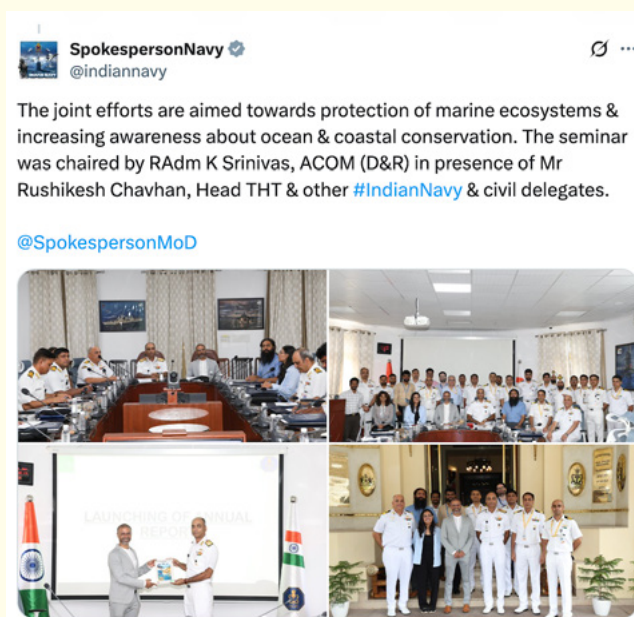 SpokespersonNavy
@indiannavy
The joint efforts are aimed towards protection of marine ecosystems &
increasing awareness about ocean & coastal conservation. The seminar
was chaired by RAdm K Srinivas, ACOM (D&R) in presence of Mr
Rushikesh Chavhan, Head THT & other #IndianNavy & civil delegates.
@SpokespersonMoD
LAUNCHING OF ANNUAL
REPORT